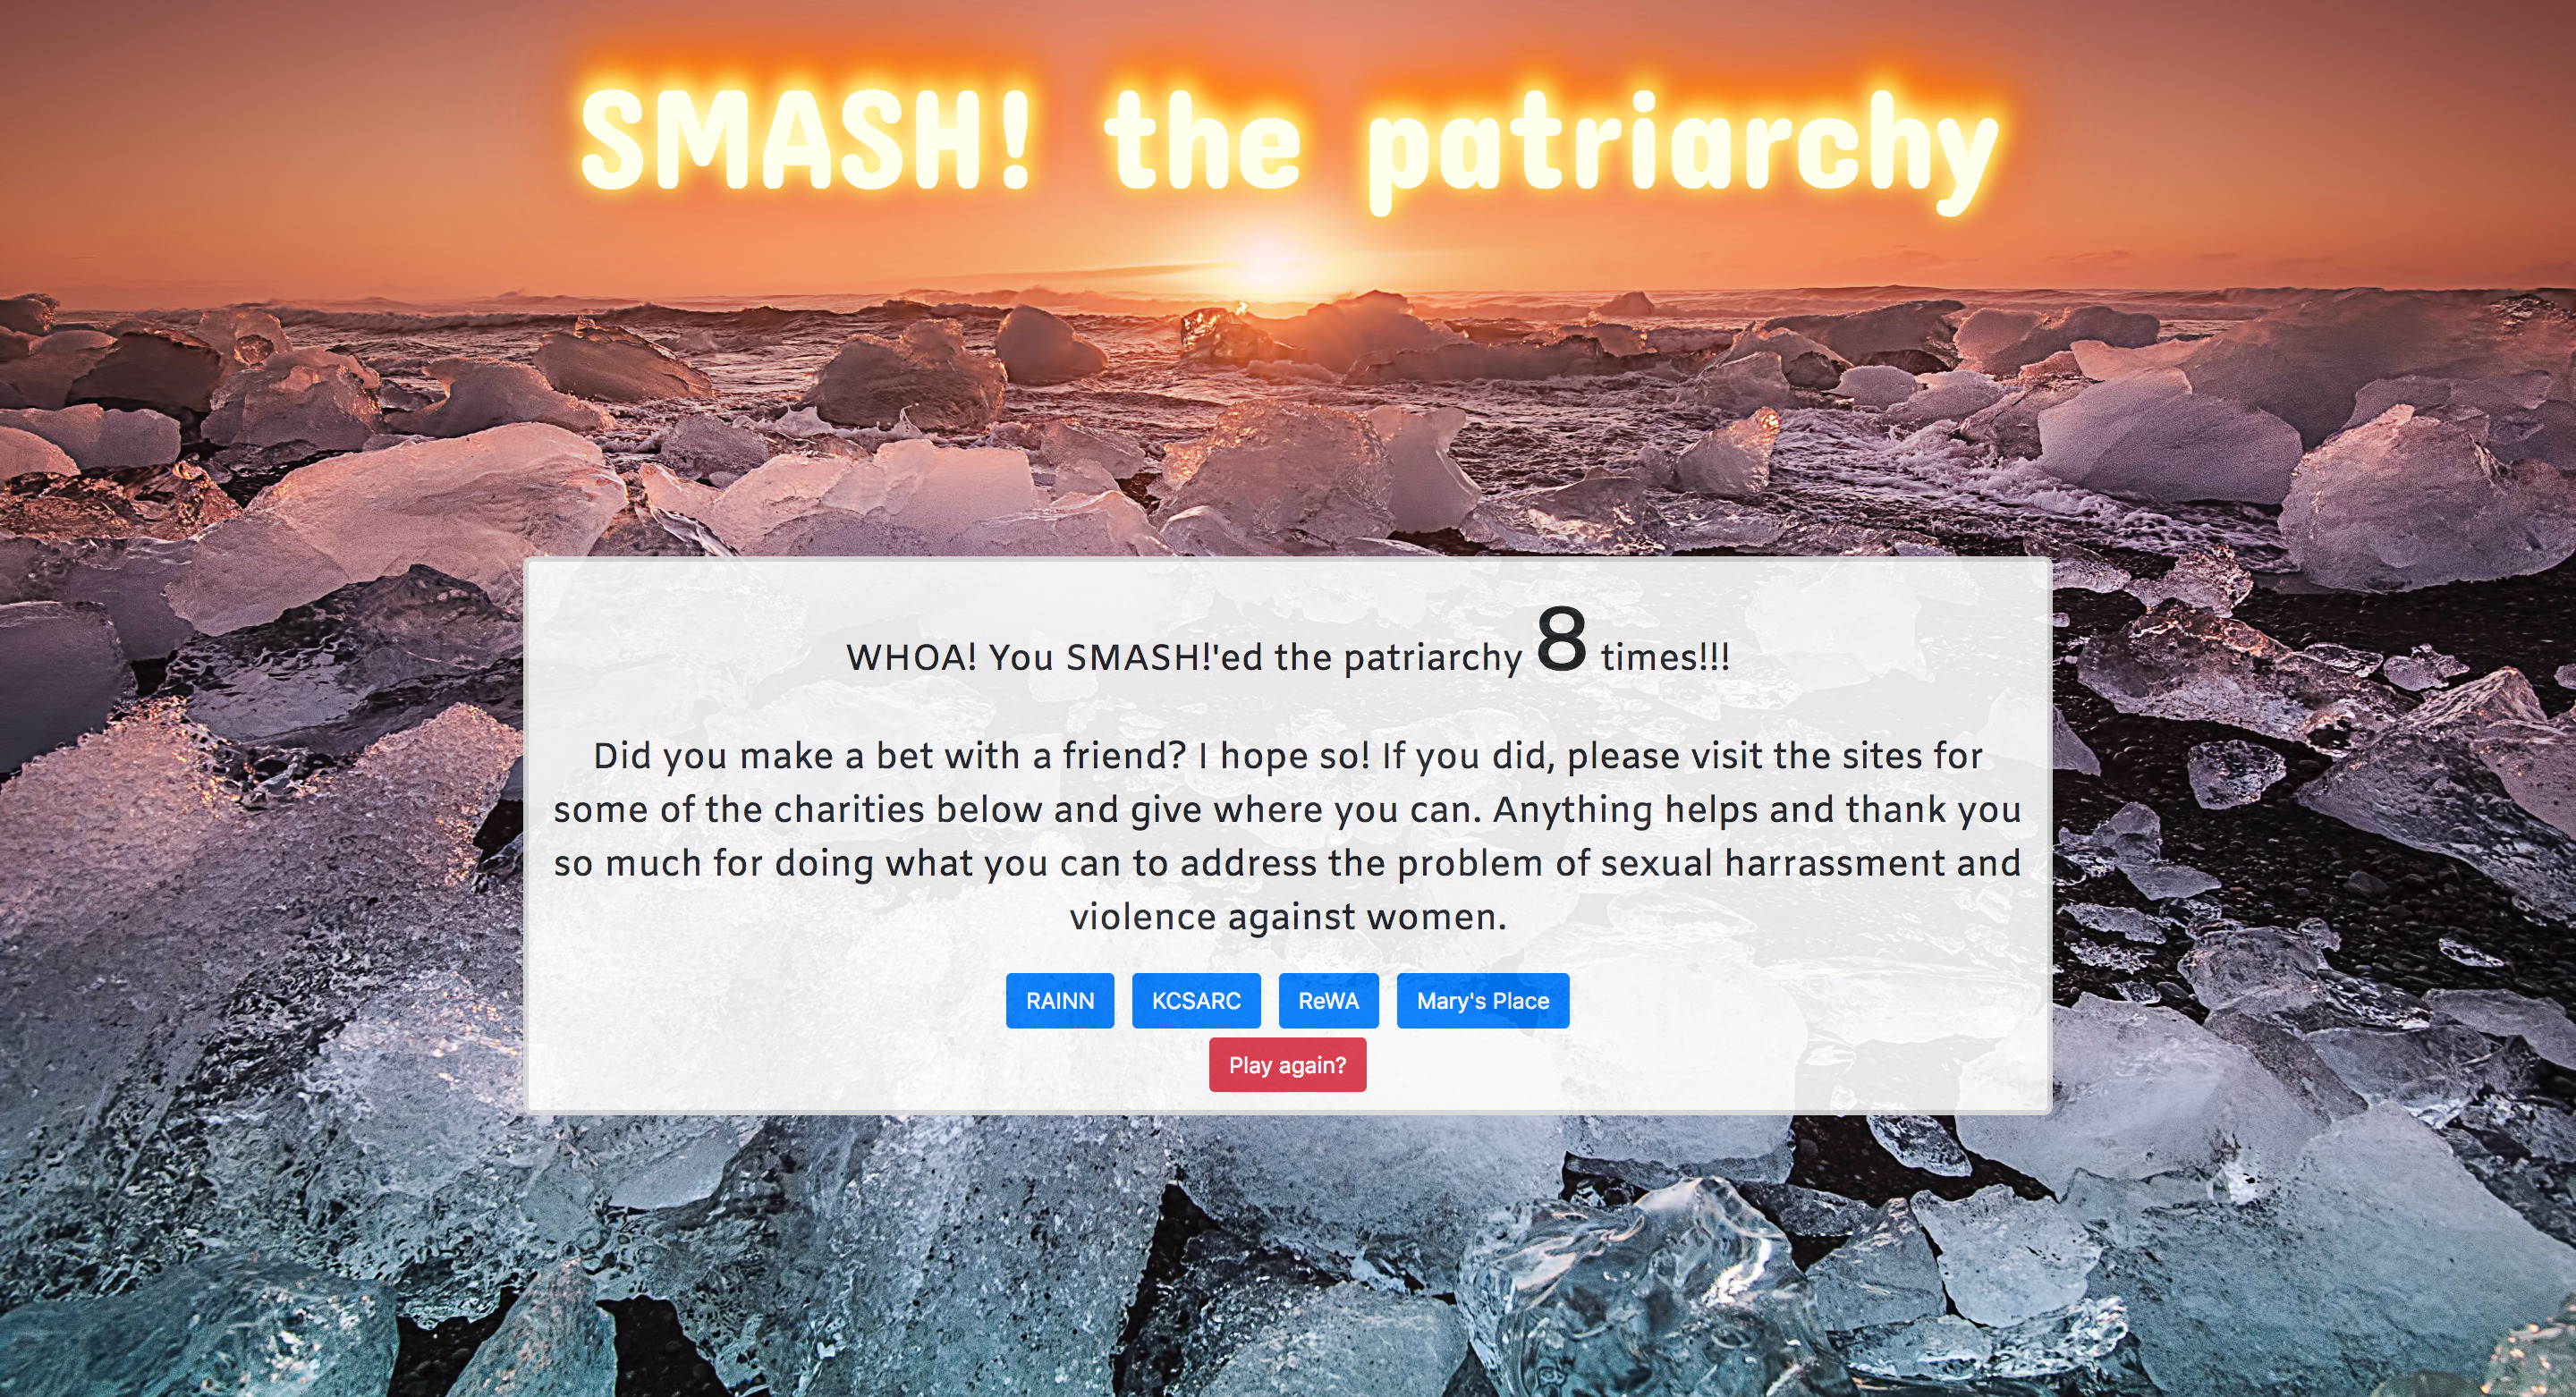 SMASH! the patriarchy
WHOA! You SMASH!'ed the patriarchy 8 times!!!
Did you make a bet with a friend? I hope so! If you did, please visit the sites for
some of the charities below and give where you can. Anything helps and thank you
so much for doing what you can to address the problem of sexual harrassment and
violence against women.
RAINN KCSARC ReWA Mary's Place
Play again?